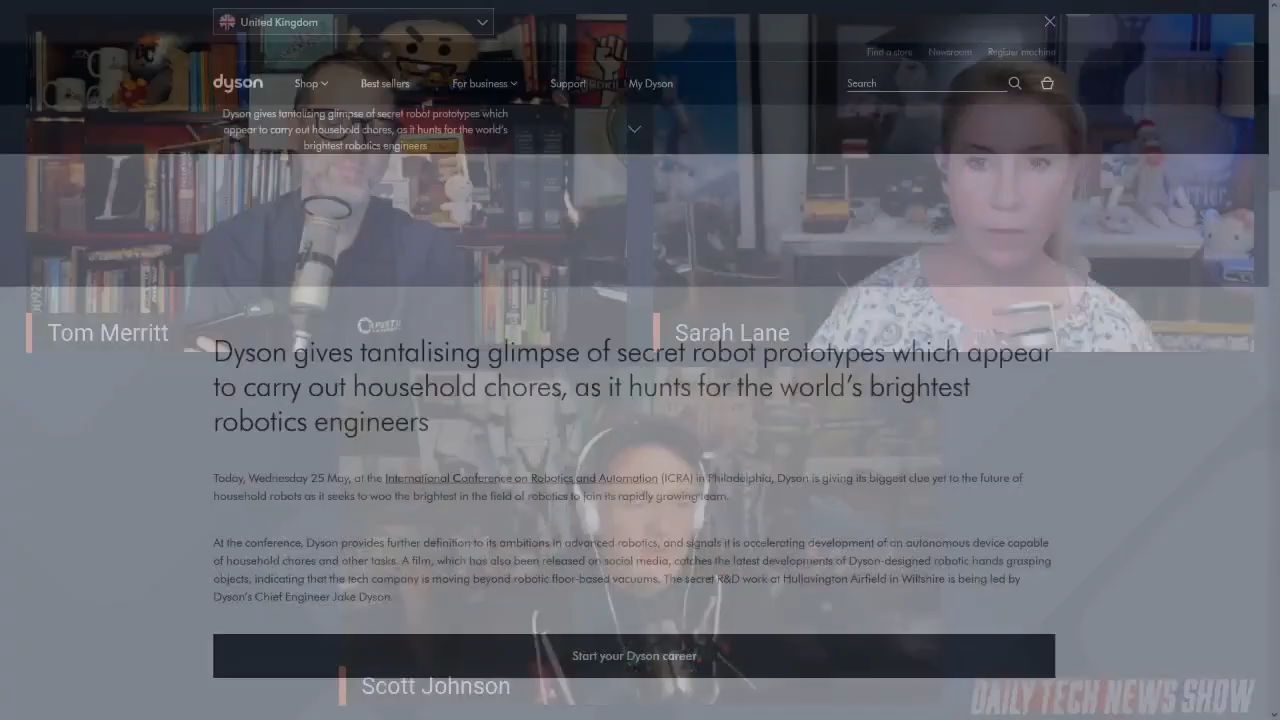 United Kingdom
Find a store Newsroom Register machine
dyson Shop Best sellers For business Support My Dyson Search
Dyson gives tantalising glimpse of secret robot prototypes which
appear to carry out household chores, as it hunts for the world's
brightest robotics engineers
Tom Merritt
Sarah Lane
Dyson gives tantalising glimpse of secret robot prototypes which appear
to carry out household chores, as it hunts for the world's brightest
robotics engineers
Today, Wednesday 25 May, at the International Conference on Robotics and Automation (ICRA) in Philadelphia, Dyson is giving its biggest clue yet to the future of
household robots as it seeks to woo the brightest in the field of robotics to join its rapidly growing team.
At the conference, Dyson provides further definition to its ambitions in advanced robotics, and signals it is accelerating development of an autonomous device capable
of household chores and other tasks. A film, which has also been released on social media, catches the latest developments of Dyson-designed robotic hands grasping
objects, indicating that the tech company is moving beyond robotic floor-based vacuums. The secret R&D work at Hullavington Airfield in Wiltshire is being led by
Dyson's Chief Engineer Jake Dyson.
Start your Dyson career
Scott Johnson
DAILY TECH NEWS SHOW